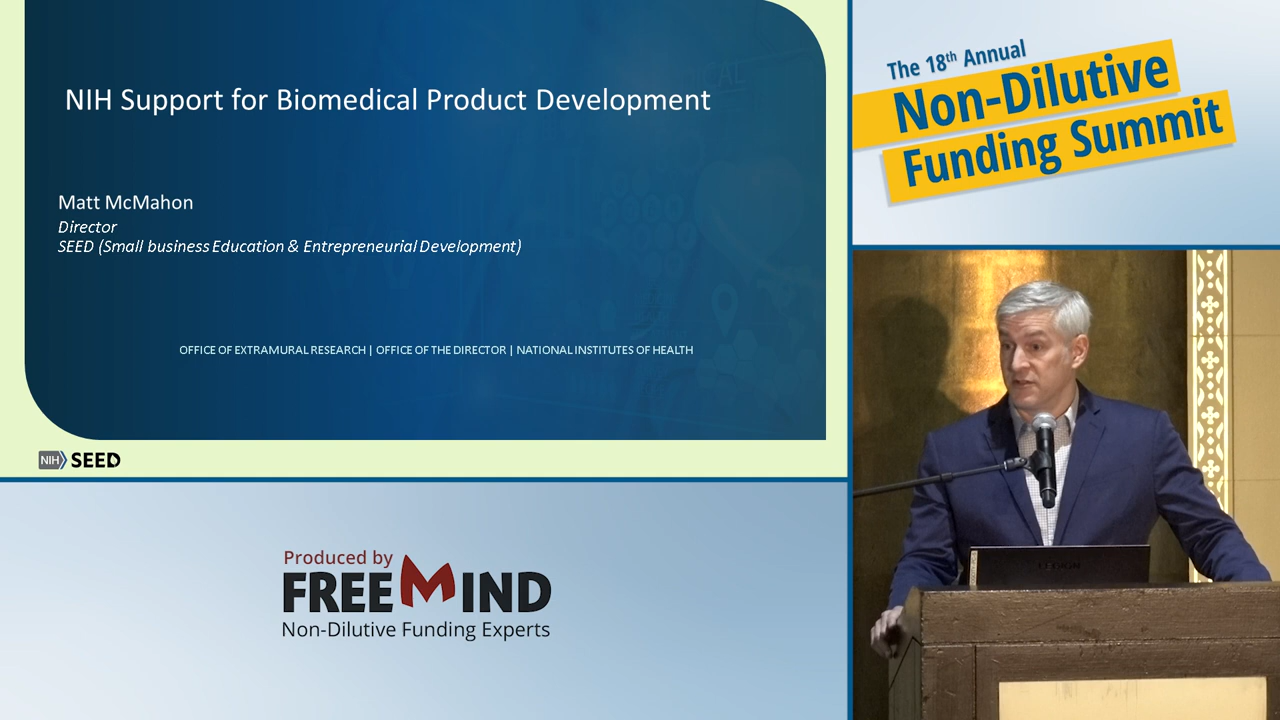 NIH Support for Biomedical Product Development
Matt McMahon
Director
SEED (Small business Education & Entrepreneurial Development)
OFFICE OF EXTRAMURAL RESEARCH | OFFICE OF THE DIRECTOR | NATIONAL INSTITUTES OF HEALTH
NIH SEED
The 18th Annual
Non-Dilutive
Funding Summit
Produced by
FREEMIND
Non-Dilutive Funding Experts
LEGION